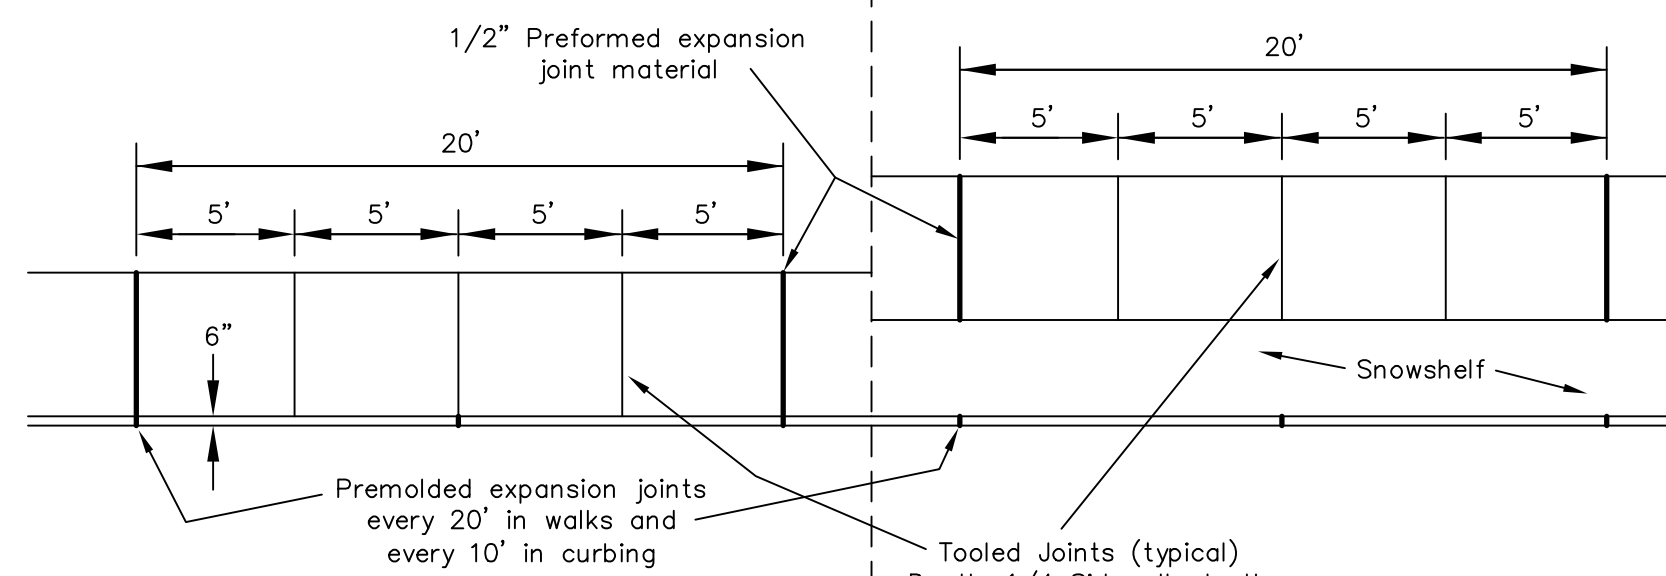 1/2” Preformed expansion
joint material
20’
5’ 5’ 5’ 5’
20’
5’ 5’ 5’ 5’
6”
Snowshelf
Premolded expansion joints
every 20’ in walks and
every 10’ in curbing
Tooled Joints (typical)